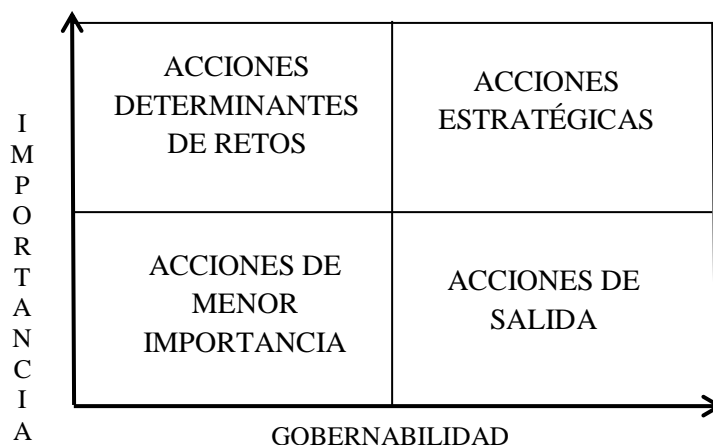 ACCIONES
DETERMINANTES
DE RETOS
ACCIONES
ESTRATÉGICAS
I
M
P
O
R
T
A
N
C
I
A
ACCIONES DE
MENOR
IMPORTANCIA
ACCIONES DE
SALIDA
GOBERNABILIDAD